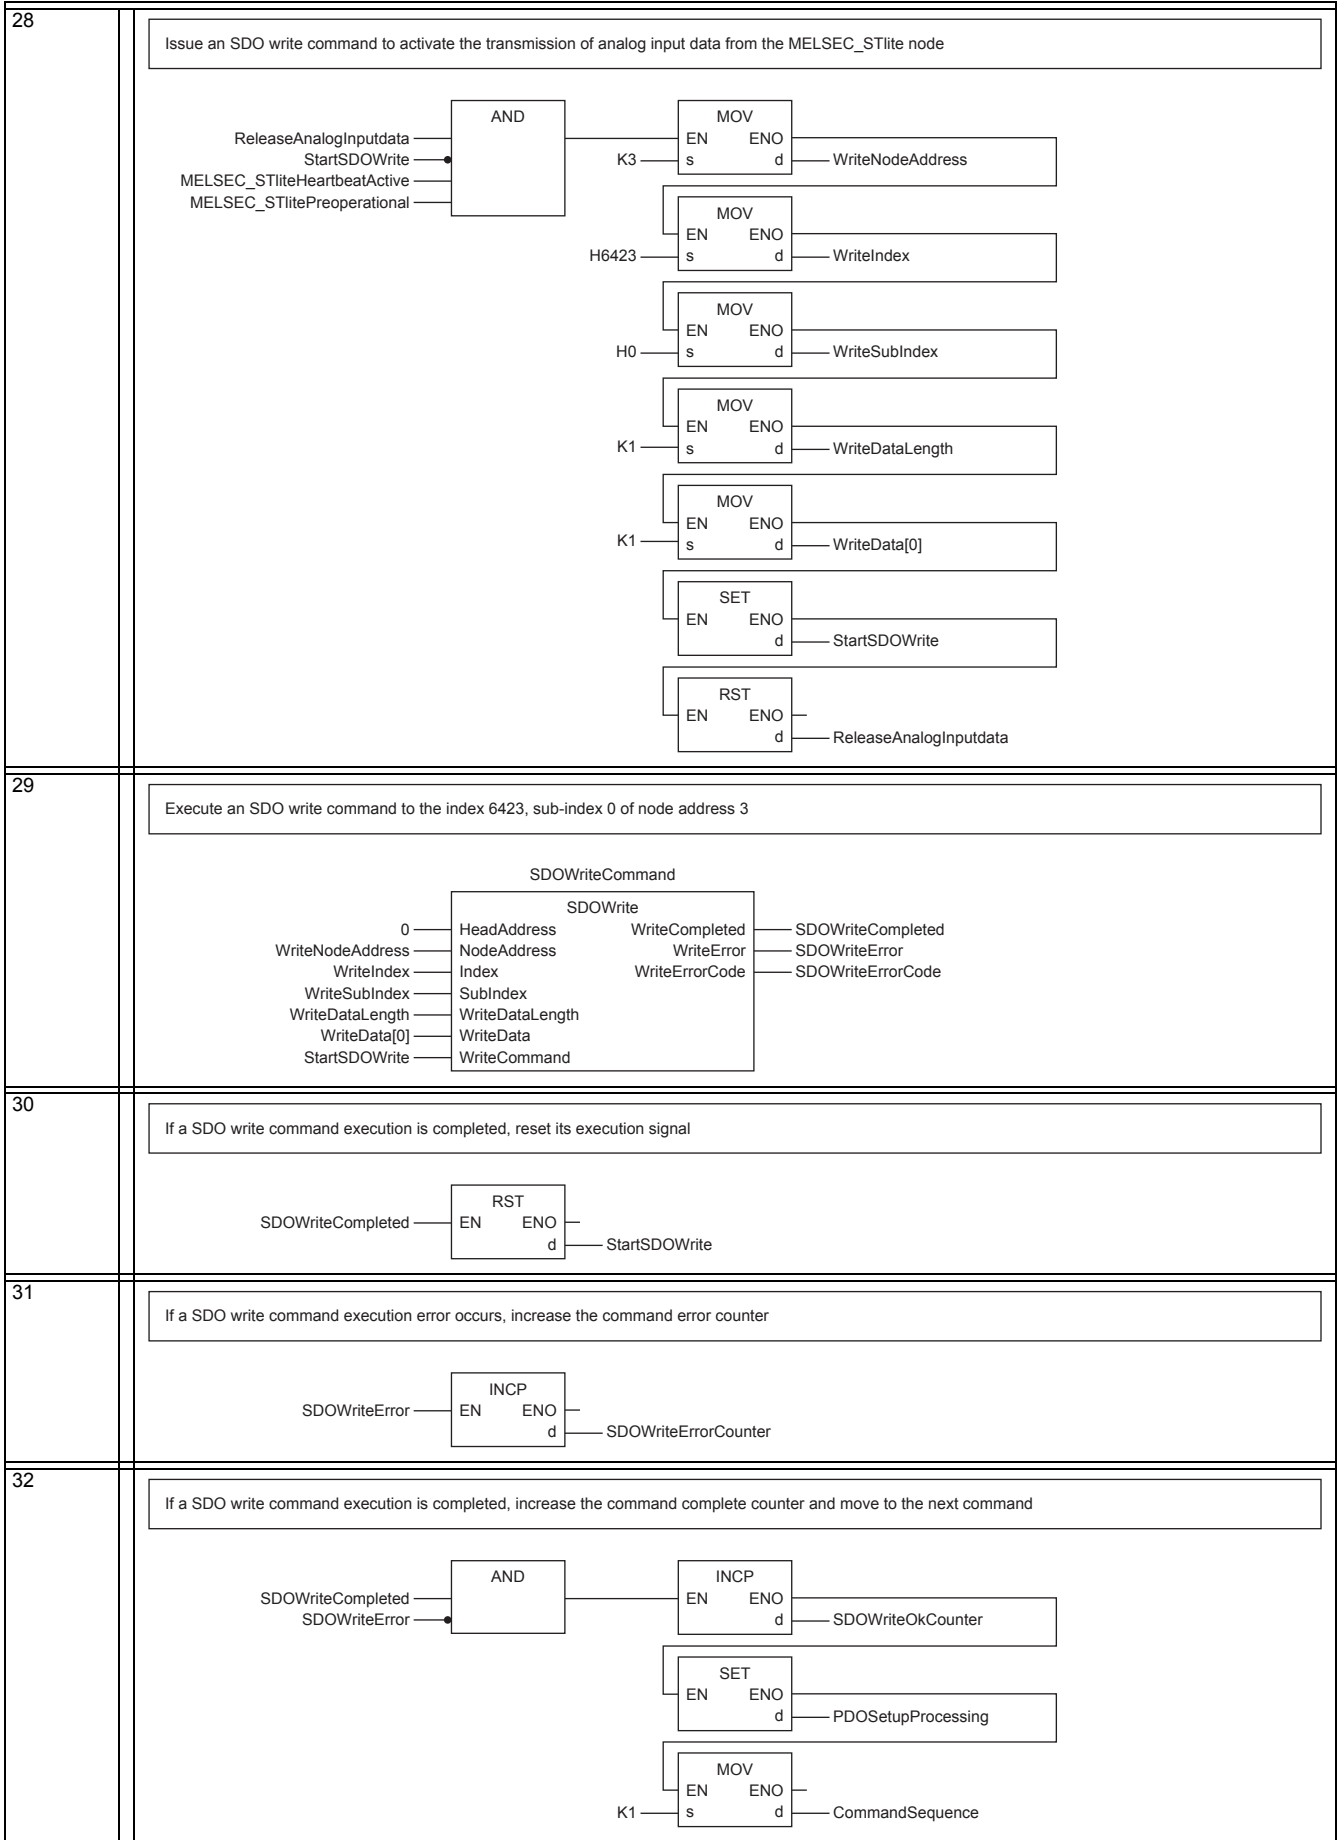 28
Issue an SDO write command to activate the transmission of analog input data from the MELSEC_STlite node
AND MOV
ReleaseAnalogInputdata EN ENO
StartSDOWrite K3 s d WriteNodeAddress
MELSEC_STliteHeartbeatActive
MELSEC_STlitePreoperational
MOV
EN ENO
H6423 s d WriteIndex
MOV
EN ENO
H0 s d WriteSubIndex
MOV
EN ENO
K1 s d WriteDataLength
MOV
EN ENO
K1 s d WriteData[0]
SET
EN ENO
d StartSDOWrite
RST
EN ENO
d ReleaseAnalogInputdata
29
Execute an SDO write command to the index 6423, sub-index 0 of node address 3
SDOWriteCommand
SDOWrite
0 HeadAddress WriteCompleted SDOWriteCompleted
WriteNodeAddress NodeAddress WriteError SDOWriteError
WriteIndex Index WriteErrorCode SDOWriteErrorCode
WriteSubIndex SubIndex
WriteDataLength WriteDataLength
WriteData[0] WriteData
StartSDOWrite WriteCommand
30
If a SDO write command execution is completed, reset its execution signal
RST
SDOWriteCompleted EN ENO
d StartSDOWrite
31
If a SDO write command execution error occurs, increase the command error counter
INCP
SDOWriteError EN ENO
d SDOWriteErrorCounter
32
If a SDO write command execution is completed, increase the command complete counter and move to the next command
AND INCP
SDOWriteCompleted EN ENO
SDOWriteError d SDOWriteOkCounter
SET
EN ENO
d PDOSetupProcessing
MOV
EN ENO
K1 s d CommandSequence